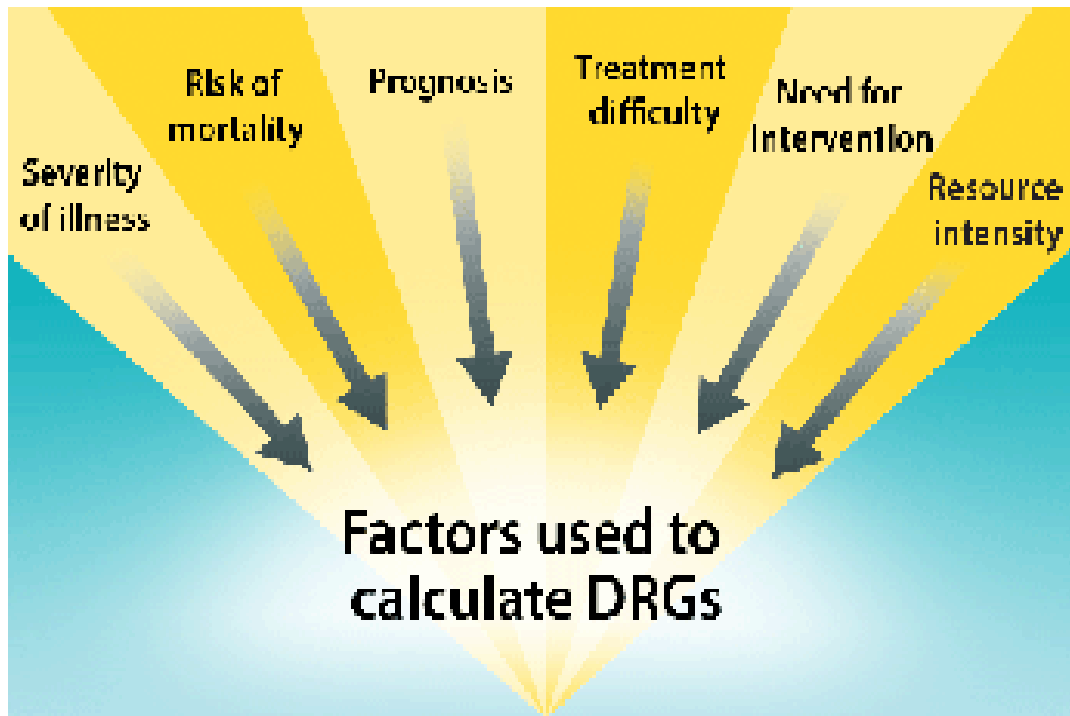 Severity
of illness
Risk of
mortality
Prognosis
Treatment
difficulty
Need for
intervention
Resource
intensity
Factors used to
calculate DRGs